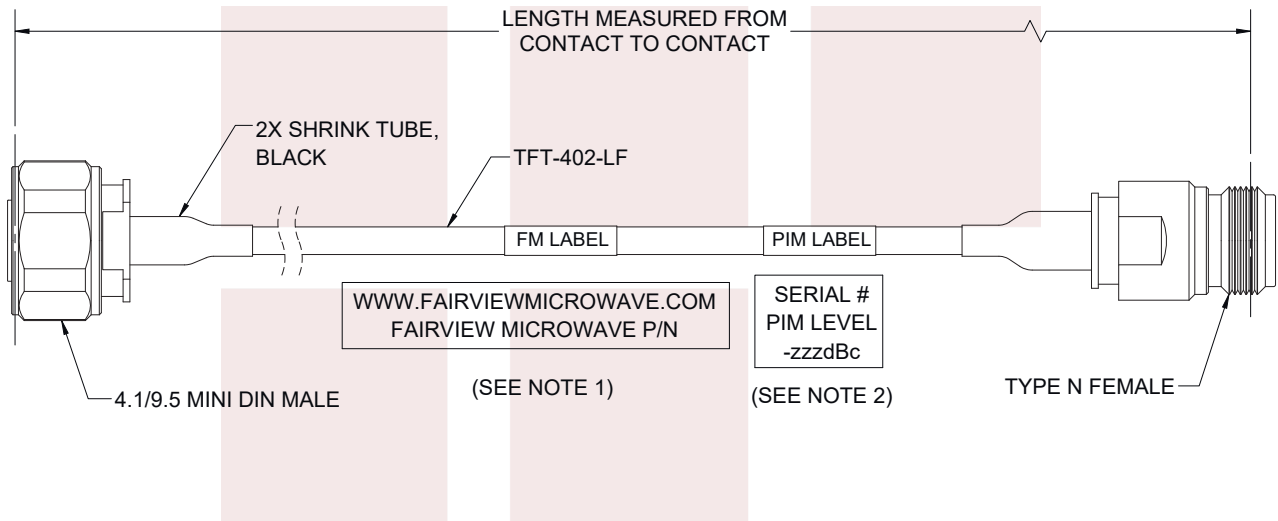 LENGTH MEASURED FROM
CONTACT TO CONTACT
2X SHRINK TUBE,
BLACK
TFT-402-LF
FM LABEL
PIM LABEL
WWW.FAIRVIEWMICROWAVE.COM
FAIRVIEW MICROWAVE P/N
SERIAL #
PIM LEVEL
-zzzdBc
4.1/9.5 MINI DIN MALE
(SEE NOTE 1)
(SEE NOTE 2)
TYPE N FEMALE